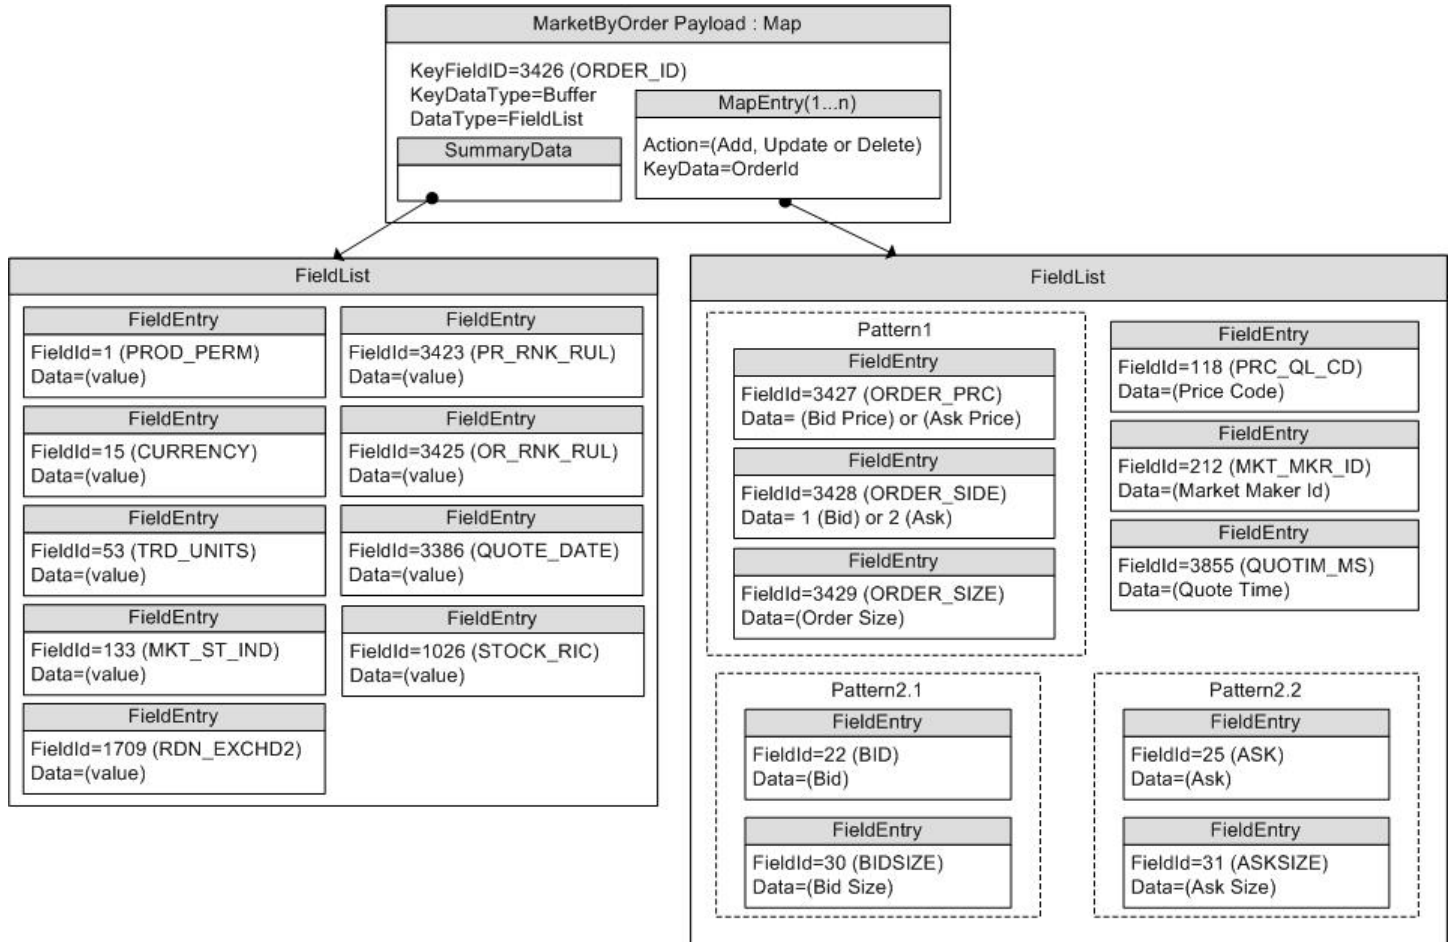 MarketByOrder Payload : Map
KeyFieldID=3426 (ORDER_ID)
KeyDataType=Buffer
DataType=FieldList
SummaryData
MapEntry(1...n)
Action=(Add, Update or Delete)
KeyData=OrderId
FieldList
FieldEntry
FieldId=1 (PROD_PERM)
Data=(value)
FieldEntry
FieldId=3423 (PR_RNK_RUL)
Data=(value)
FieldEntry
FieldId=15 (CURRENCY)
Data=(value)
FieldEntry
FieldId=3425 (OR_RNK_RUL)
Data=(value)
FieldEntry
FieldId=53 (TRD_UNITS)
Data=(value)
FieldEntry
FieldId=3386 (QUOTE_DATE)
Data=(value)
FieldEntry
FieldId=133 (MKT_ST_IND)
Data=(value)
FieldEntry
FieldId=1026 (STOCK_RIC)
Data=(value)
FieldEntry
FieldId=1709 (RDN_EXCHD2)
Data=(value)
FieldList
Pattern1
FieldEntry
FieldId=3427 (ORDER_PRC)
Data= (Bid Price) or (Ask Price)
FieldEntry
FieldId=3428 (ORDER_SIDE)
Data= 1 (Bid) or 2 (Ask)
FieldEntry
FieldId=3429 (ORDER_SIZE)
Data=(Order Size)
FieldEntry
FieldId=118 (PRC_QL_CD)
Data=(Price Code)
FieldEntry
FieldId=212 (MKT_MKR_ID)
Data=(Market Maker Id)
FieldEntry
FieldId=3855 (QUOTIM_MS)
Data=(Quote Time)
Pattern2.1
FieldEntry
FieldId=22 (BID)
Data=(Bid)
FieldEntry
FieldId=30 (BIDSIZE)
Data=(Bid Size)
Pattern2.2
FieldEntry
FieldId=25 (ASK)
Data=(Ask)
FieldEntry
FieldId=31 (ASKSIZE)
Data=(Ask Size)